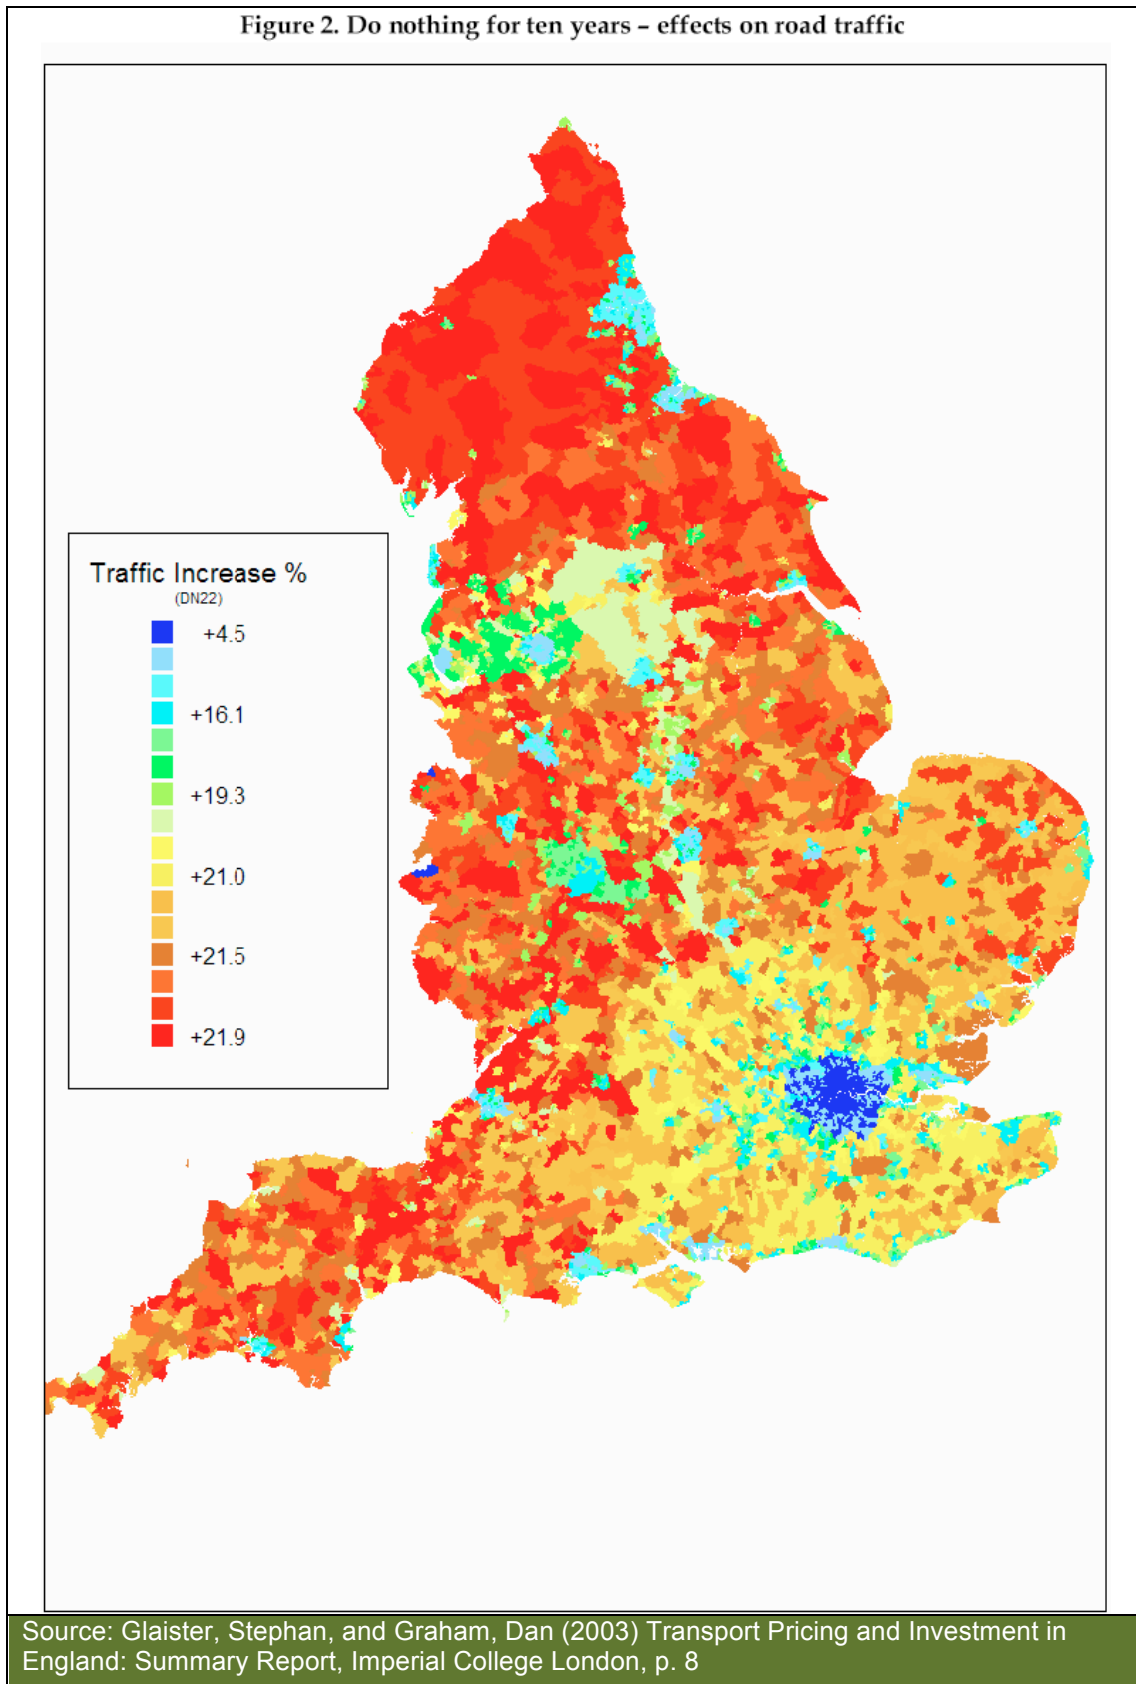 Figure 2. Do nothing for ten years – effects on road traffic
Traffic Increase %
(DN22)
+4.5
+16.1
+19.3
+21.0
+21.5
+21.9
Source: Glaister, Stephan, and Graham, Dan (2003) Transport Pricing and Investment in
England: Summary Report, Imperial College London, p. 8